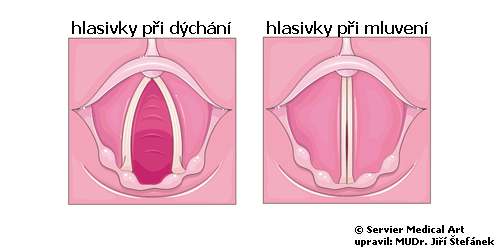 hlasivky při dýchání
hlasivky při mluvení
© Servier Medical Art
upravil: MUDr. Jiří Štefánek